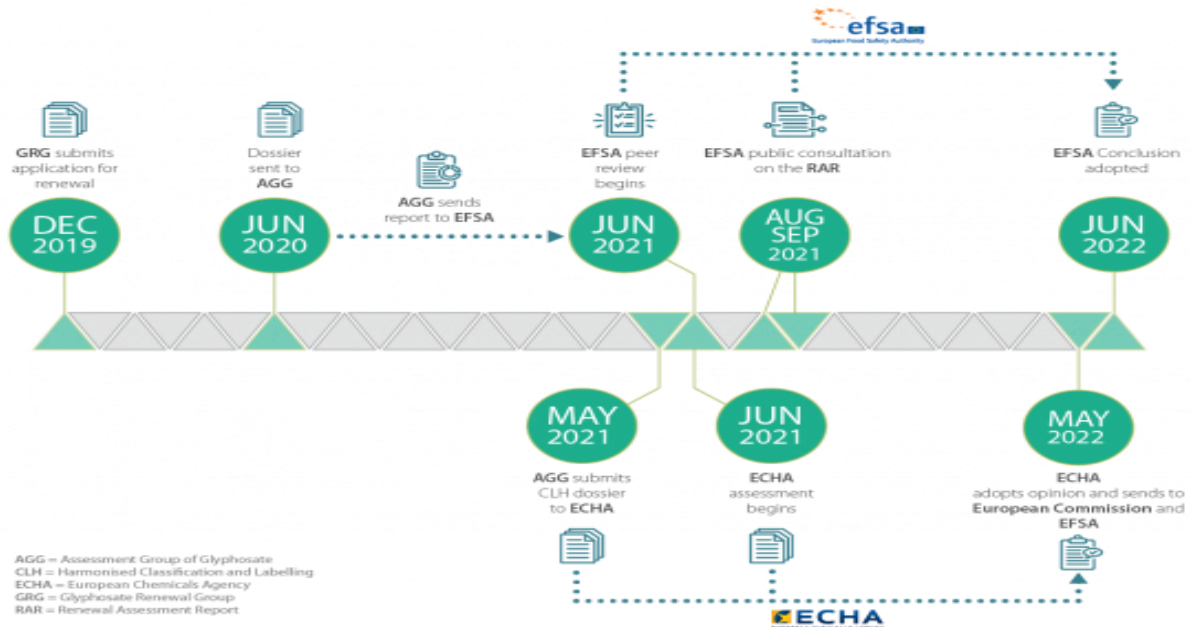 efsa
European Food Safety Authority
GRG submits
application for
renewal
DEC
2019
Dossier
sent to
AGG
JUN
2020
AGG sends
report to EFSA
EFSA peer
review
begins
JUN
2021
EFSA public consultation
on the RAR
AUG
SEP
2021
EFSA Conclusion
adopted
JUN
2022
MAY
2021
AGG submits
CLH dossier
to ECHA
JUN
2021
ECHA
assessment
begins
MAY
2022
ECHA
adopts opinion and sends to
European Commission and
EFSA
AGG = Assessment Group of Glyphosate
CLH = Harmonised Classification and Labelling
ECHA = European Chemicals Agency
GRG = Glyphosate Renewal Group
RAR = Renewal Assessment Report
ECHA